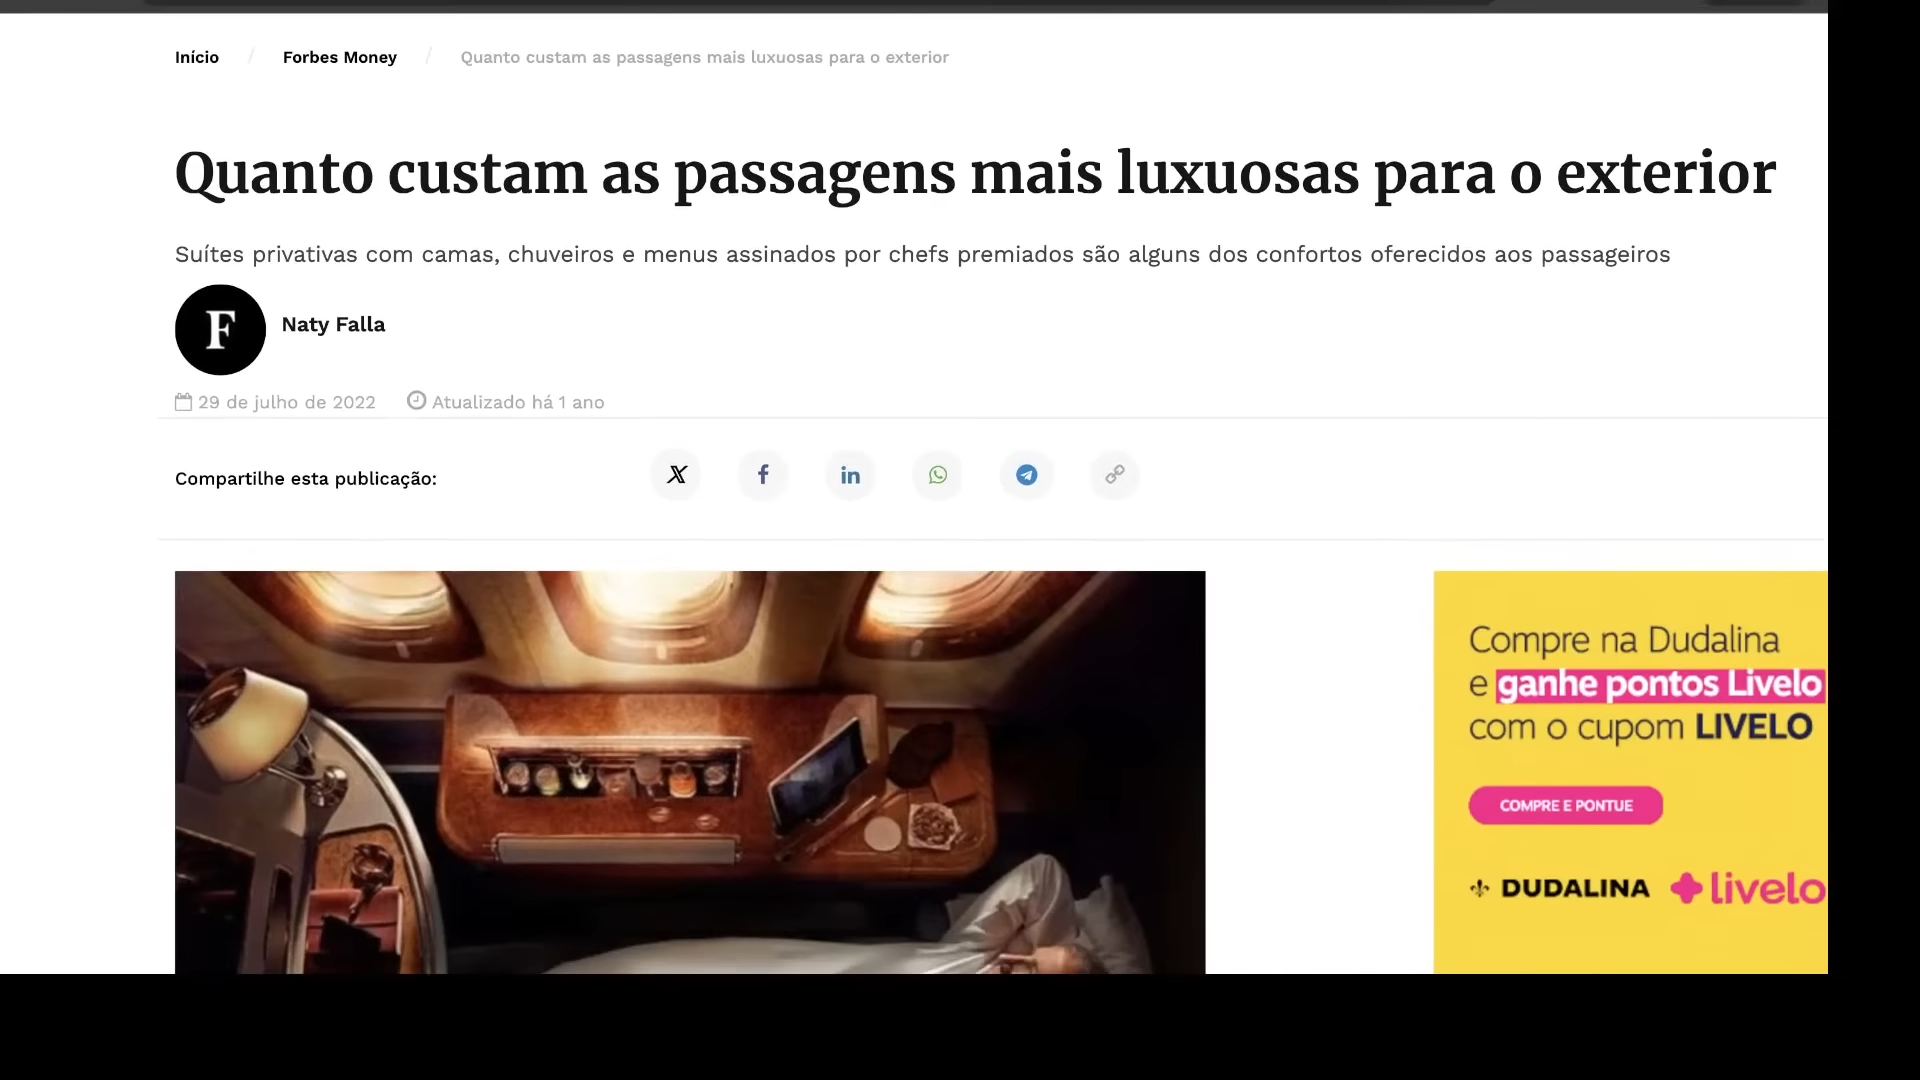 Início / Forbes Money / Quanto custam as passagens mais luxuosas para o exterior
Quanto custam as passagens mais luxuosas para o exterior
Suítes privativas com camas, chuveiros e menus assinados por chefs premiados são alguns dos confortos oferecidos aos passageiros
F
Naty Falla
29 de julho de 2022 Atualizado há 1 ano
Compartilhe esta publicação:
Compre na Dudalina
e ganhe pontos Livelo
com o cupom LIVELO
COMPRE E PONTUE
DUDALINA livelo